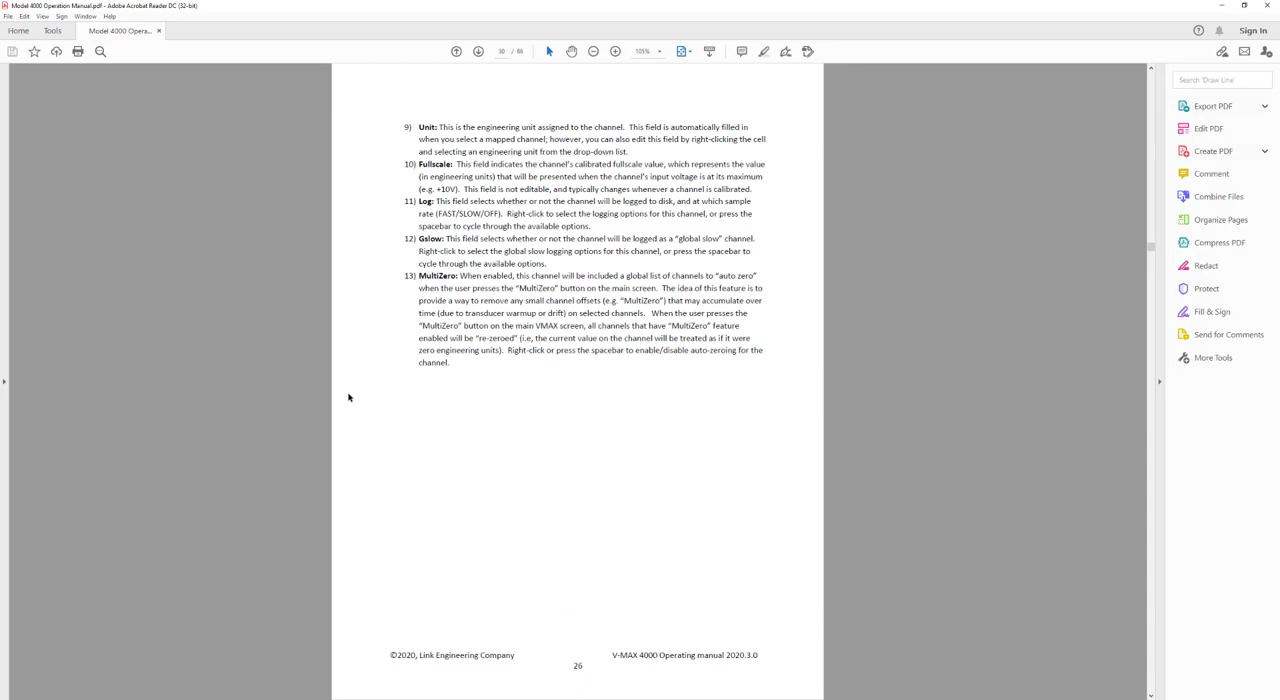 Model 4000 Operation Manual.pdf - Adobe Acrobat Reader DC (32-bit)
File Edit View Sign Window Help
Home Tools Model 4000 Opera... ×
Sign In
30 / 86
105%
Search 'Draw Line'
Export PDF
Edit PDF
Create PDF
Comment
Combine Files
Organize Pages
Compress PDF
Redact
Protect
Fill & Sign
Send for Comments
More Tools
9) Unit: This is the engineering unit assigned to the channel. This field is automatically filled in
when you select a mapped channel; however, you can also edit this field by right-clicking the cell
and selecting an engineering unit from the drop-down list.
10) Fullscale: This field indicates the channel's calibrated fullscale value, which represents the value
(in engineering units) that will be presented when the channel's input voltage is at its maximum
(e.g. +10V). This field is not editable, and typically changes whenever a channel is calibrated.
11) Log: This field selects whether or not the channel will be logged to disk, and at which sample
rate (FAST/SLOW/OFF). Right-click to select the logging options for this channel, or press the
spacebar to cycle through the available options.
12) Gslow: This field selects whether or not the channel will be logged as a “global slow” channel.
Right-click to select the global slow logging options for this channel, or press the spacebar to
cycle through the available options.
13) MultiZero: When enabled, this channel will be included a global list of channels to “auto zero”
when the user presses the “MultiZero” button on the main screen. The idea of this feature is to
provide a way to remove any small channel offsets (e.g. “MultiZero”) that may accumulate over
time (due to transducer warmup or drift) on selected channels. When the user presses the
“MultiZero” button on the main VMAX screen, all channels that have “MultiZero” feature
enabled will be “re-zeroed” (i.e, the current value on the channel will be treated as if it were
zero engineering units). Right-click or press the spacebar to enable/disable auto-zeroing for the
channel.
©2020, Link Engineering Company V-MAX 4000 Operating manual 2020.3.0
26